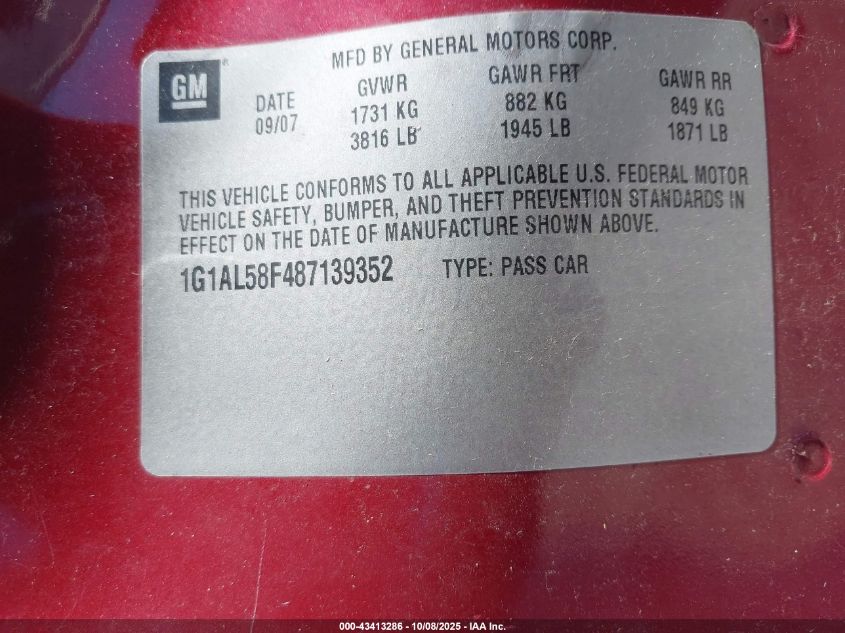 MFD BY GENERAL MOTORS CORP.
GM
DATE GVWR GAWR FRT GAWR RR
09/07 1731 KG 882 KG 849 KG
3816 LB 1945 LB 1871 LB
THIS VEHICLE CONFORMS TO ALL APPLICABLE U.S. FEDERAL MOTOR
VEHICLE SAFETY, BUMPER, AND THEFT PREVENTION STANDARDS IN
EFFECT ON THE DATE OF MANUFACTURE SHOWN ABOVE.
1G1AL58F487139352 TYPE: PASS CAR
000-43413286 - 10/08/2025 - IAA Inc.